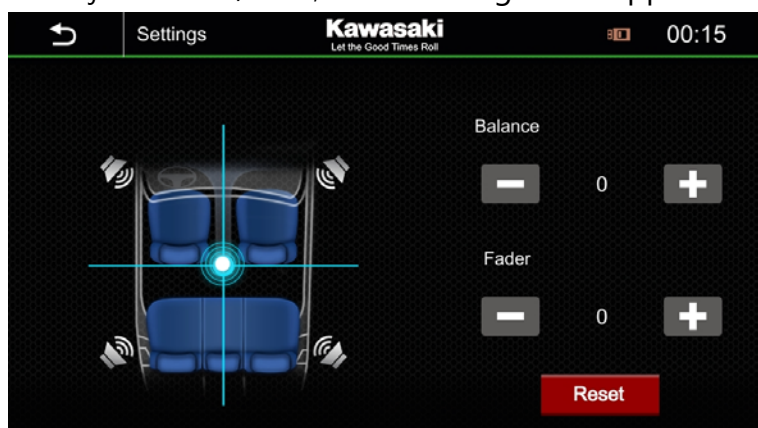 Settings
Kawasaki
Let the Good Times Roll
00:15
Balance
0
Fader
0
Reset